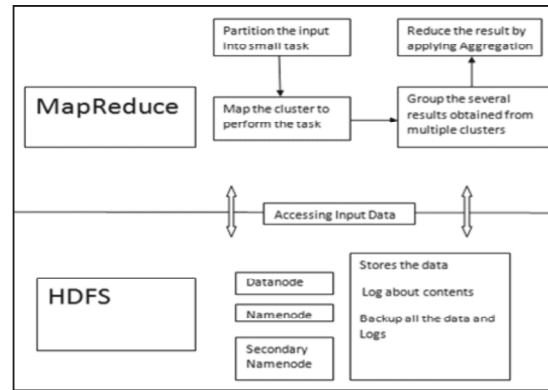 Partition the input
into small task
Reduce the result by
applying Aggregation
MapReduce
Map the cluster to
perform the task
Group the several
results obtained from
multiple clusters
Accessing Input Data
HDFS
Datanode
Namenode
Secondary
Namenode
Stores the data
Log about contents
Backup all the data and
Logs